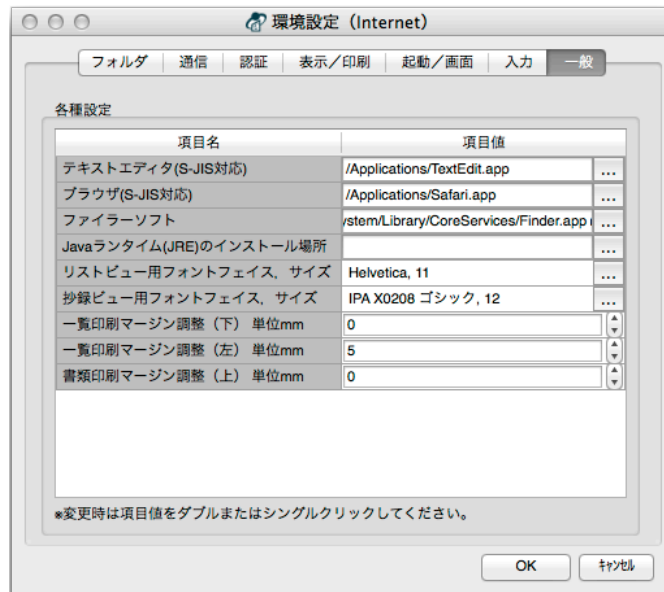 環境設定（Internet）
フォルダ 通信 認証 表示／印刷 起動／画面 入力 一般
各種設定
項目名 項目値
テキストエディタ(S-JIS対応) /Applications/TextEdit.app ...
ブラウザ(S-JIS対応) /Applications/Safari.app ...
ファイラーソフト ystem/Library/CoreServices/Finder.app ...
Javaランタイム(JRE)のインストール場所 ...
リストビュー用フォントフェイス，サイズ Helvetica, 11 ...
抄録ビュー用フォントフェイス，サイズ IPA X0208 ゴシック, 12 ...
一覧印刷マージン調整（下） 単位mm 0
一覧印刷マージン調整（左） 単位mm 5
書類印刷マージン調整（上） 単位mm 0
※変更時は項目値をダブルまたはシングルクリックしてください。
OK ｷｬﾝｾﾙ